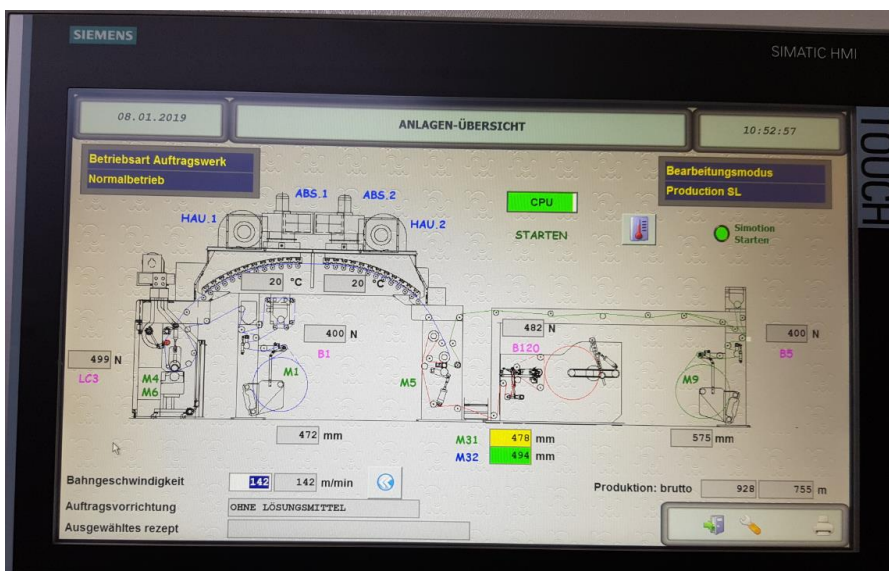 SIEMENS
SIMATIC HMI
TOUCH
08.01.2019
ANLAGEN-ÜBERSICHT
10:52:57
Betriebsart Auftragswerk
Normalbetrieb
Bearbeitungsmodus
Production SL
ABS.1 ABS.2
HAU.1
HAU.2
CPU
STARTEN
Simotion
Starten
20 °C 20 °C
400 N
B1
482 N
B120
400 N
B5
499 N
LC3
M4
M6
M1
M5
M9
472 mm
M31 478 mm
M32 494 mm
575 mm
Bahngeschwindigkeit 142 142 m/min
Produktion: brutto 928 755 m
Auftragsvorrichtung OHNE LÖSUNGSMITTEL
Ausgewähltes rezept